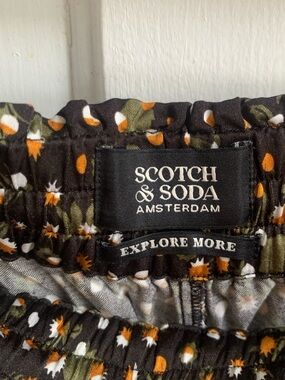 SCOTCH
& SODA
AMSTERDAM
EXPLORE MORE